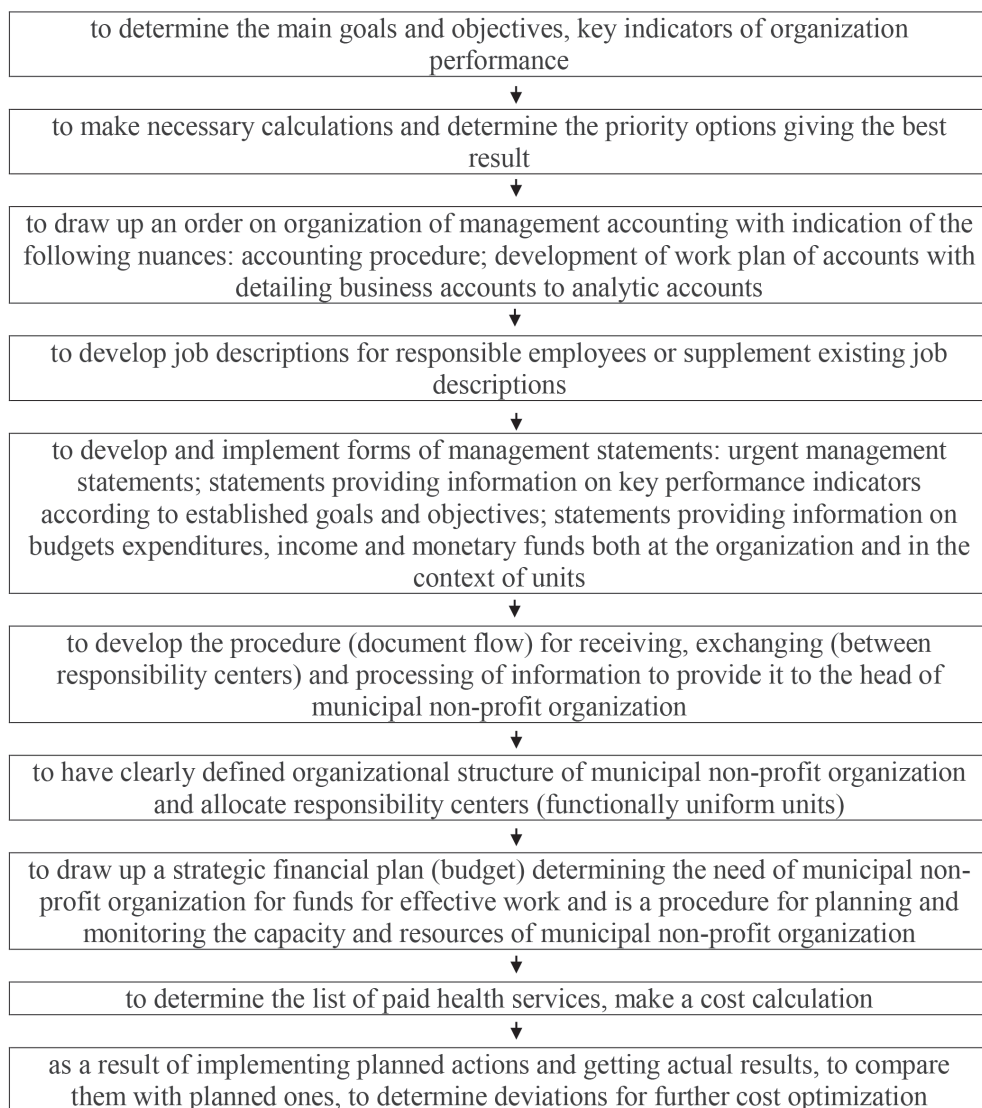 to determine the main goals and objectives, key indicators of organization
performance
to make necessary calculations and determine the priority options giving the best
result
to draw up an order on organization of management accounting with indication of the
following nuances: accounting procedure; development of work plan of accounts with
detailing business accounts to analytic accounts
to develop job descriptions for responsible employees or supplement existing job
descriptions
to develop and implement forms of management statements: urgent management
statements; statements providing information on key performance indicators
according to established goals and objectives; statements providing information on
budgets expenditures, income and monetary funds both at the organization and in the
context of units
to develop the procedure (document flow) for receiving, exchanging (between
responsibility centers) and processing of information to provide it to the head of
municipal non-profit organization
to have clearly defined organizational structure of municipal non-profit organization
and allocate responsibility centers (functionally uniform units)
to draw up a strategic financial plan (budget) determining the need of municipal non-
profit organization for funds for effective work and is a procedure for planning and
monitoring the capacity and resources of municipal non-profit organization
to determine the list of paid health services, make a cost calculation
as a result of implementing planned actions and getting actual results, to compare
them with planned ones, to determine deviations for further cost optimization